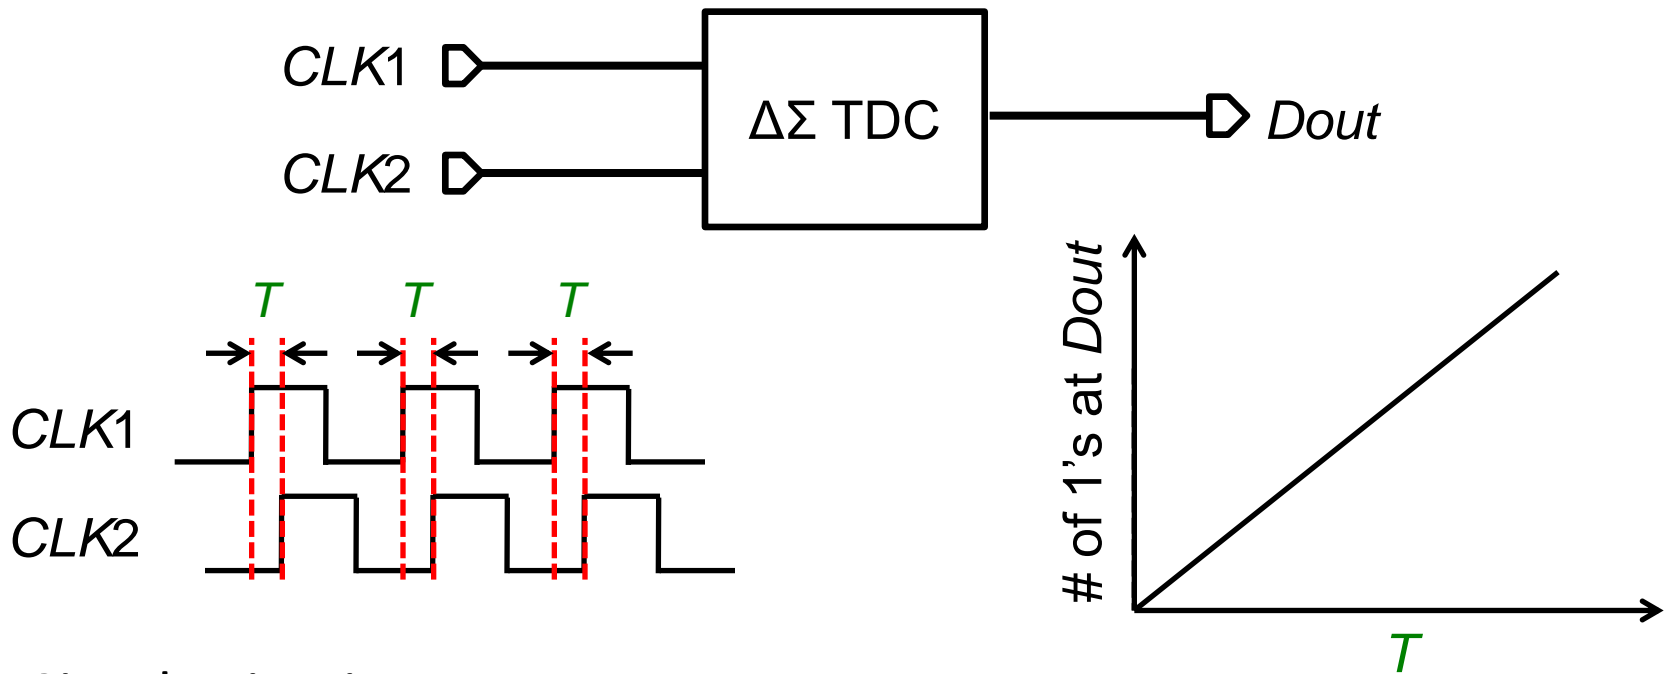 CLK1
ΔΣ TDC
Dout
CLK2
T T T
CLK1
CLK2
# of 1's at Dout
T